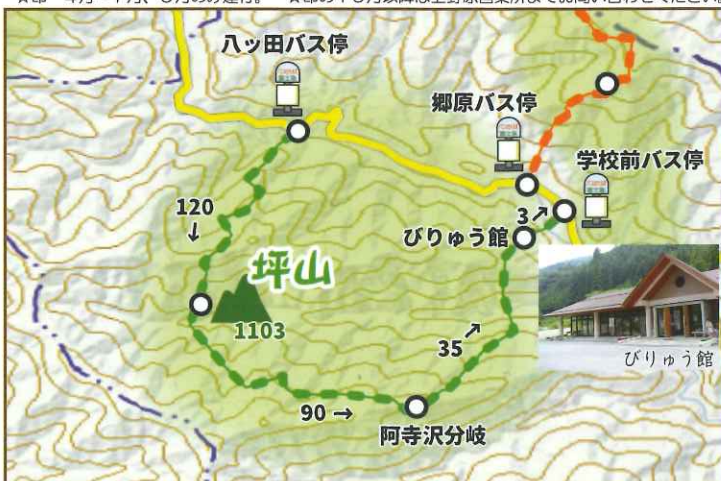 八ッ田バス停
郷原バス停
学校前バス停
120
↓
3↗
びりゅう館
坪山
1103
35
↗
びりゅう館
90 →
阿寺沢分岐